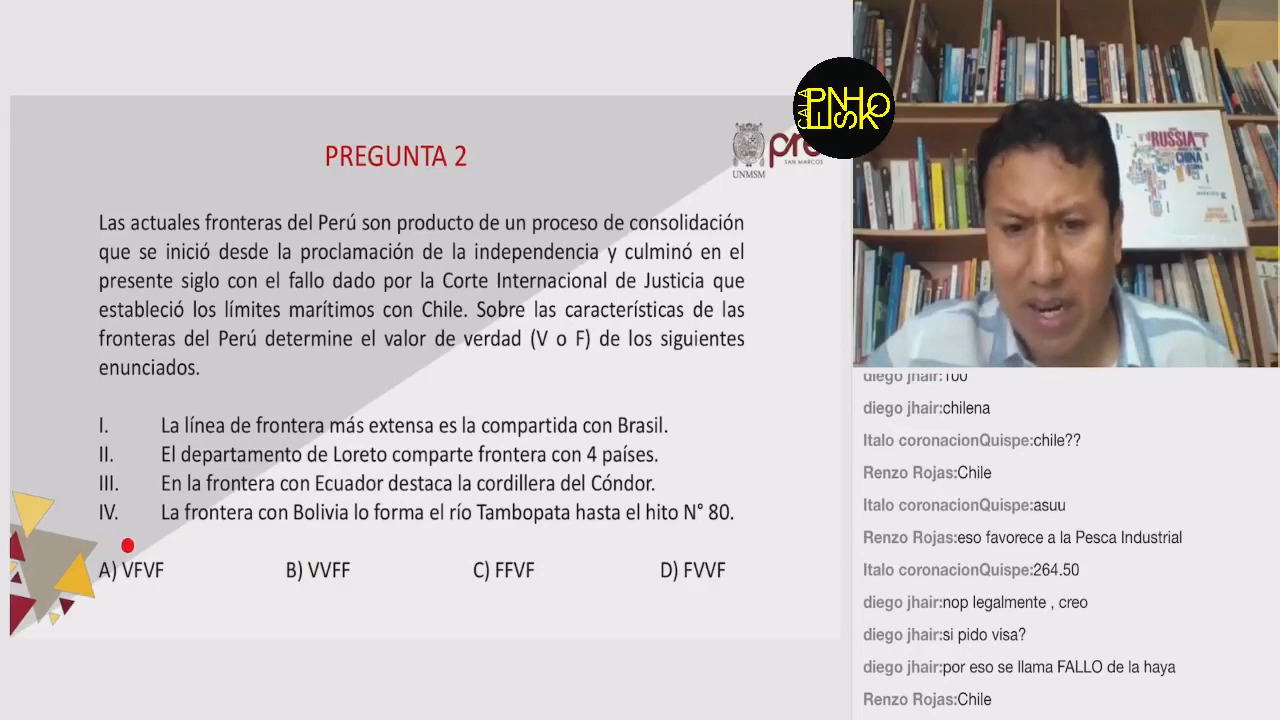 PREGUNTA 2
UNMSM
SAN MARCOS
CALA
PNHO
ESK
RUSSIA
CHINA
Las actuales fronteras del Perú son producto de un proceso de consolidación
que se inició desde la proclamación de la independencia y culminó en el
presente siglo con el fallo dado por la Corte Internacional de Justicia que
estableció los límites marítimos con Chile. Sobre las características de las
fronteras del Perú determine el valor de verdad (V o F) de los siguientes
enunciados.
I. La línea de frontera más extensa es la compartida con Brasil.
II. El departamento de Loreto comparte frontera con 4 países.
III. En la frontera con Ecuador destaca la cordillera del Cóndor.
IV. La frontera con Bolivia lo forma el río Tambopata hasta el hito N° 80.
A) VFVF B) VVFF C) FFVF D) FVVF
diego jhair:100
diego jhair:chilena
Italo coronacionQuispe:chile??
Renzo Rojas:Chile
Italo coronacionQuispe:asuu
Renzo Rojas:eso favorece a la Pesca Industrial
Italo coronacionQuispe:264.50
diego jhair:nop legalmente , creo
diego jhair:si pido visa?
diego jhair:por eso se llama FALLO de la haya
Renzo Rojas:Chile